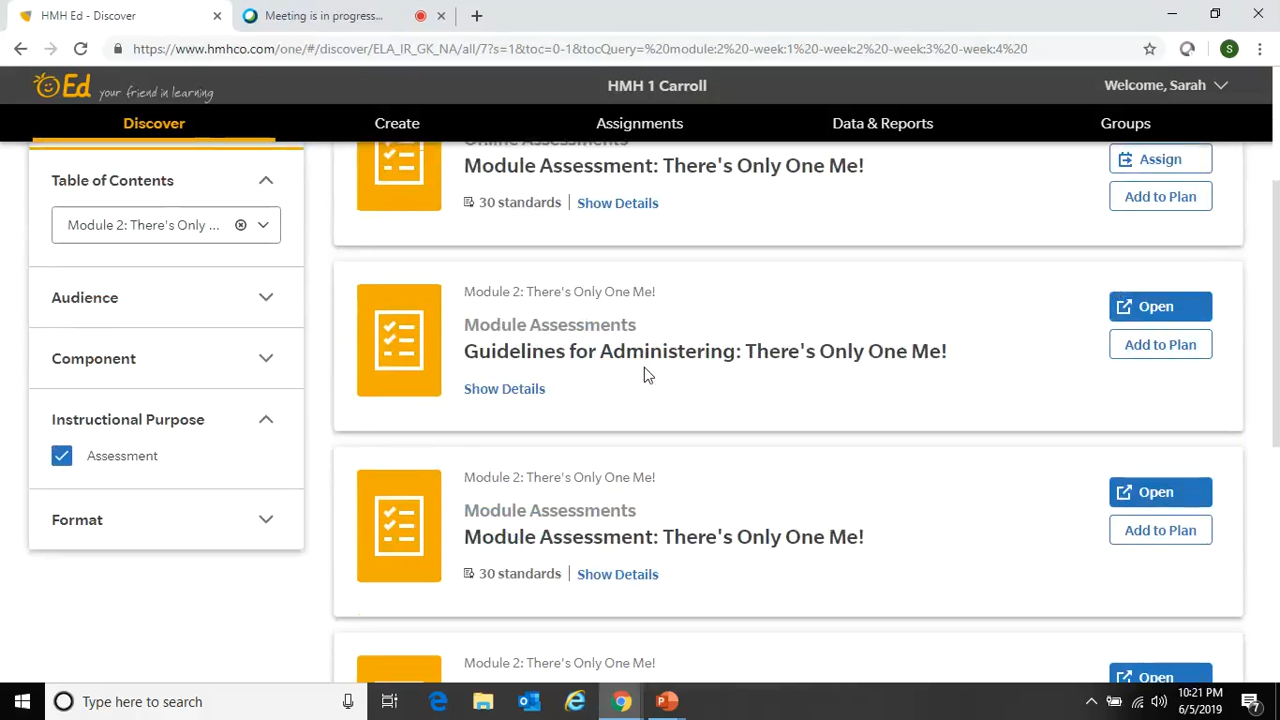 HMH Ed - Discover
Meeting is in progress...
https://www.hmhco.com/one/#/discover/ELA_IR_GK_NA/all/7?s=1&toc=0-1&tocQuery=%20module:2%20-week:1%20-week:2%20-week:3%20-week:4%20
S
Ed your friend in learning
HMH 1 Carroll
Welcome, Sarah
Discover
Create
Assignments
Data & Reports
Groups
Table of Contents
Module 2: There's Only ...
Audience
Component
Instructional Purpose
Assessment
Format
Online Assessments
Module Assessment: There's Only One Me!
30 standards
Show Details
Assign
Add to Plan
Module 2: There's Only One Me!
Module Assessments
Guidelines for Administering: There's Only One Me!
Show Details
Open
Add to Plan
Module 2: There's Only One Me!
Module Assessments
Module Assessment: There's Only One Me!
30 standards
Show Details
Open
Add to Plan
Module 2: There's Only One Me!
Open
Type here to search
10:21 PM
6/5/2019
7